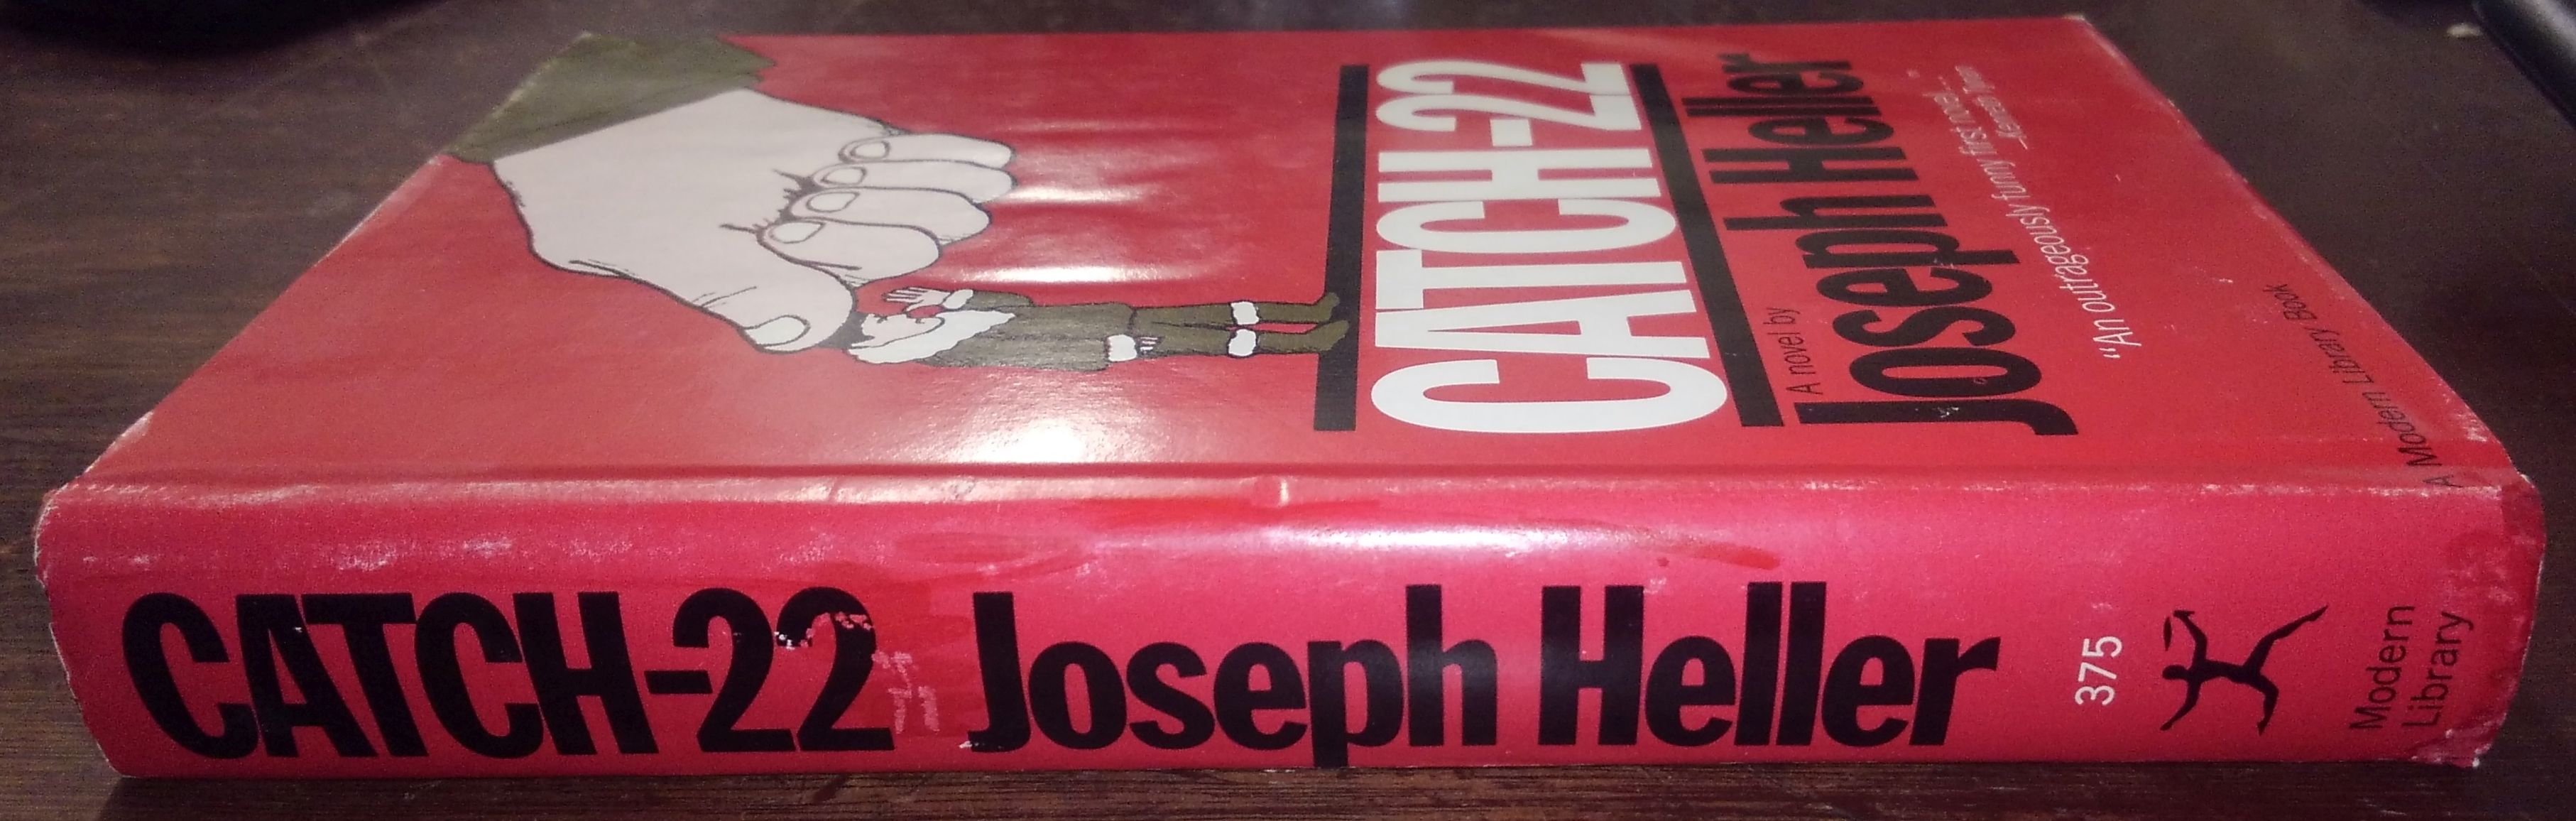 CATCH-22
A novel by
Joseph Heller
"An outrageously funny first novel."
A Modern Library Book
CATCH-22 Joseph Heller
375
Modern
Library